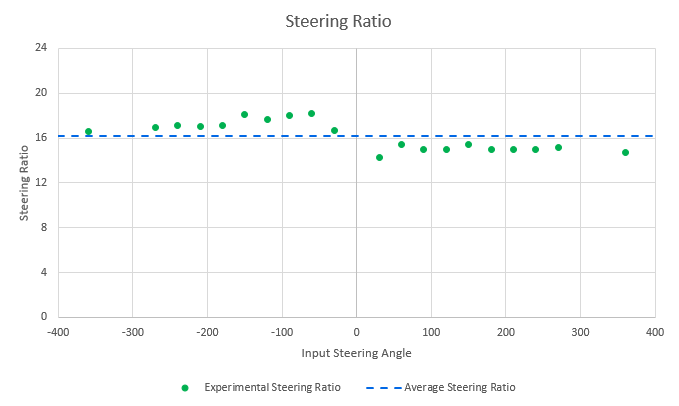 Steering Ratio
24
20
16
12
8
4
0
Steering Ratio
-400 -300 -200 -100 0 100 200 300 400
Input Steering Angle
Experimental Steering Ratio Average Steering Ratio